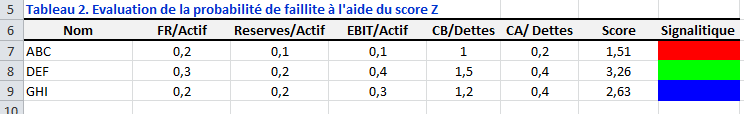 5 Tableau 2. Evaluation de la probabilité de faillite à l'aide du score Z
6 Nom FR/Actif Reserves/Actif EBIT/Actif CB/Dettes CA/ Dettes Score Signalitique
7 ABC 0,2 0,1 0,1 1 0,2 1,51
8 DEF 0,3 0,2 0,4 1,5 0,4 3,26
9 GHI 0,2 0,2 0,3 1,2 0,4 2,63
10